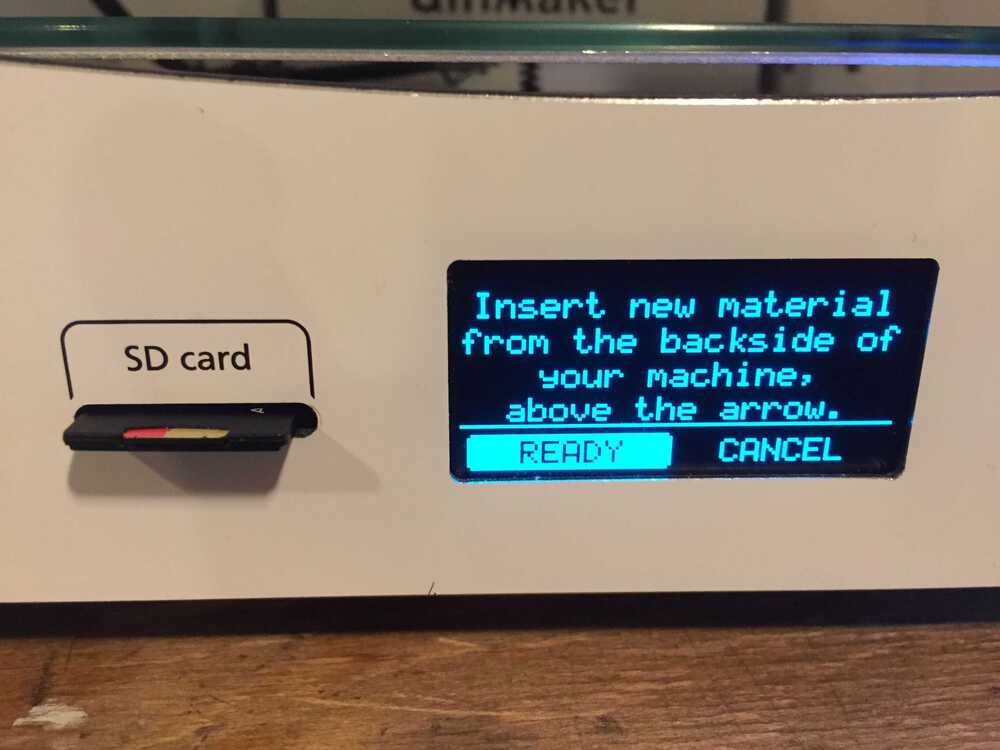 SD card
Insert new material
from the backside of
your machine,
above the arrow.
READY CANCEL